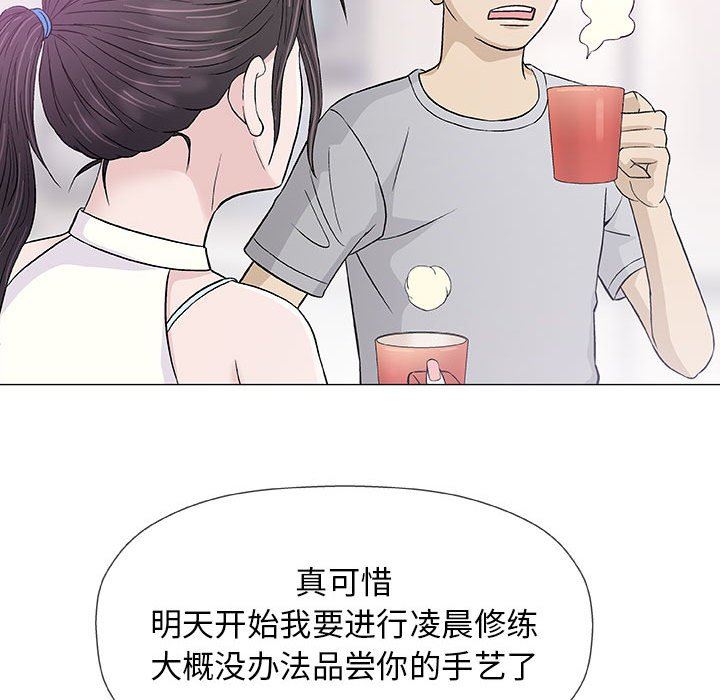 真可惜
明天开始我要进行凌晨修练
大概没办法品尝你的手艺了